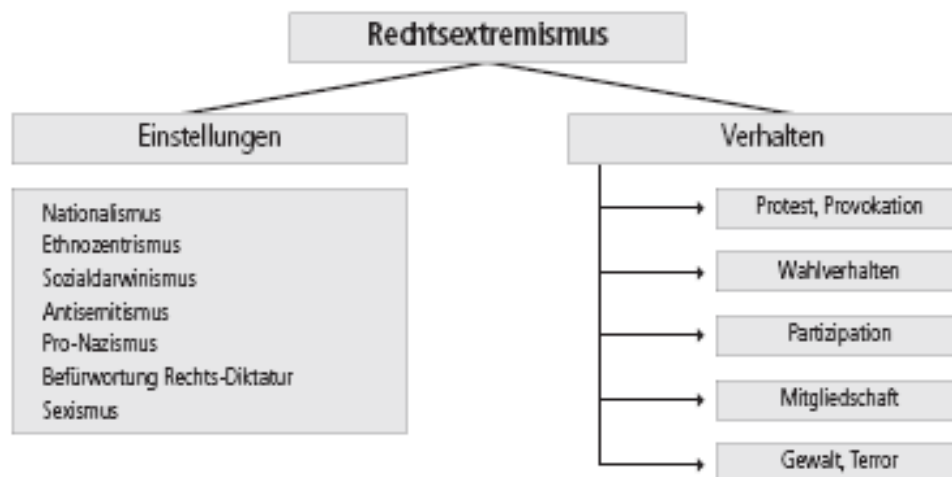 Rechtsextremismus
Einstellungen
Nationalismus
Ethnozentrismus
Sozialdarwinismus
Antisemitismus
Pro-Nazismus
Befürwortung Rechts-Diktatur
Sexismus
Verhalten
Protest, Provokation
Wahlverhalten
Partizipation
Mitgliedschaft
Gewalt, Terror